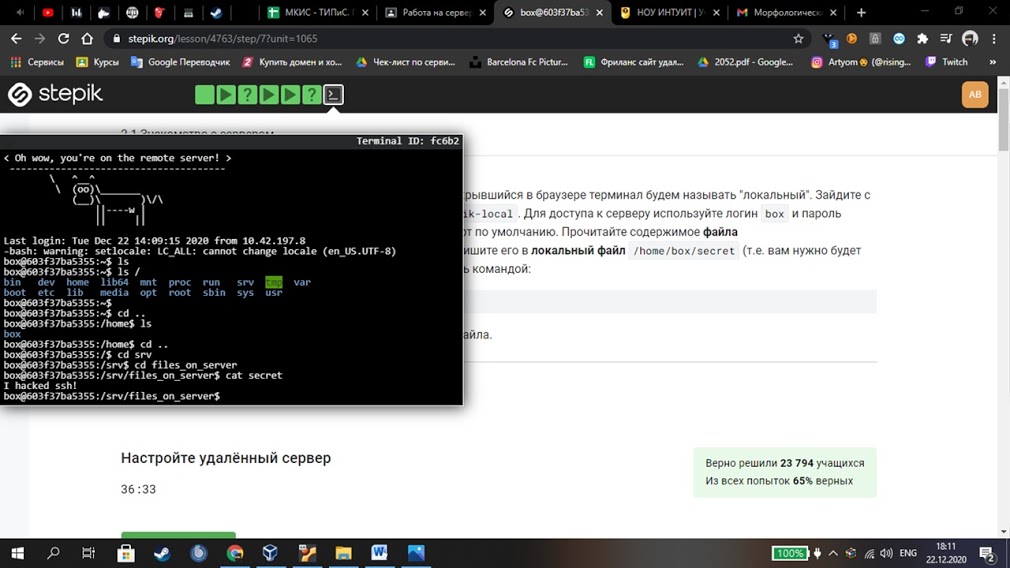 МКИС - ТИПиС. Г
Работа на сервер
box@603f37ba53
НОУ ИНТУИТ | У
Морфологическ
stepik.org/lesson/4763/step/7?unit=1065
3
Сервисы
Курсы
Google Переводчик
Купить домен и хо...
Чек-лист по серви...
Barcelona Fc Pictur...
Фриланс сайт удал...
2052.pdf - Google...
Artyom (@rising...
Twitch
»
stepik
AB
2.1 Знакомство с сервером
Terminal ID: fc6b2
< Oh wow, you're on the remote server! >
-------------------------------------
\ ^__^
\ (oo)\_______
(__)\ )\/\
||----w |
|| ||
Last login: Tue Dec 22 14:09:15 2020 from 10.42.197.8
-bash: warning: setlocale: LC_ALL: cannot change locale (en_US.UTF-8)
box@603f37ba5355:~$ ls
box@603f37ba5355:~$ ls /
bin dev home lib64 mnt proc run srv tmp var
boot etc lib media opt root sbin sys usr
box@603f37ba5355:~$
box@603f37ba5355:~$ cd ..
box@603f37ba5355:/home$ ls
box
box@603f37ba5355:/home$ cd ..
box@603f37ba5355:/$ cd srv
box@603f37ba5355:/srv$ cd files_on_server
box@603f37ba5355:/srv/files_on_server$ cat secret
I hacked ssh!
box@603f37ba5355:/srv/files_on_server$
крывшийся в браузере терминал будем называть "локальный". Зайдите с
ik-local . Для доступа к серверу используйте логин box и пароль
рт по умолчанию. Прочитайте содержимое файла
пишите его в локальный файл /home/box/secret (т.е. вам нужно будет
ь командой:
айла.
Настройте удалённый сервер
36:33
Верно решили 23 794 учащихся
Из всех попыток 65% верных
100%
ENG
18:11
22.12.2020
2